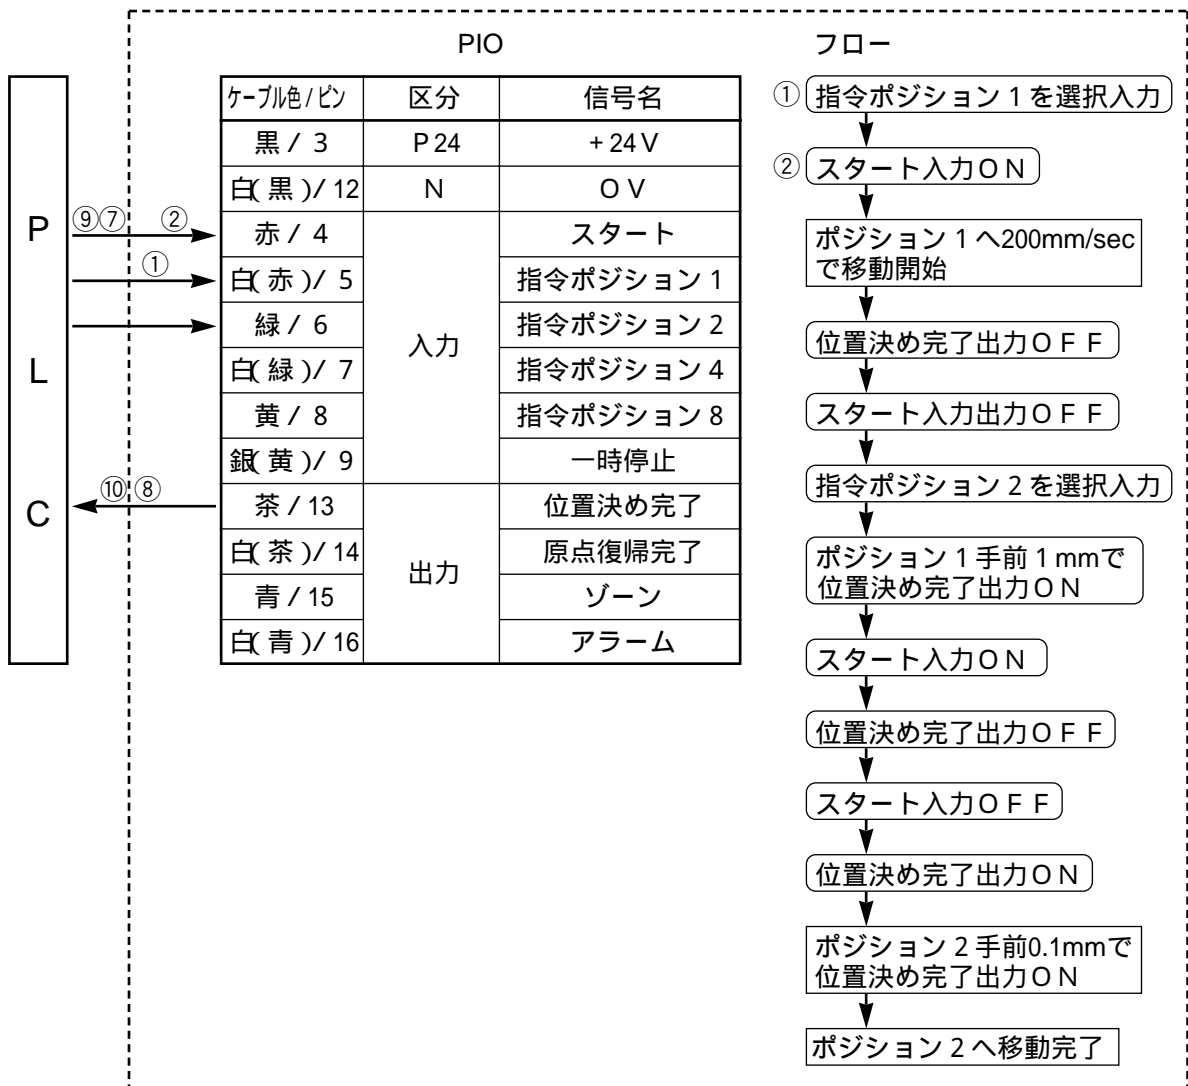 PIO
フロー
P
L
C
⑨⑦ ②
①
⑩ ⑧
ケーブル色/ピン 区分 信号名
黒/ 3 P24 +24V
白(黒)/12 N OV
赤/ 4 入力 スタート
白(赤)/ 5 指令ポジション1
緑/ 6 指令ポジション2
白(緑)/ 7 指令ポジション4
黄/ 8 指令ポジション8
銀(黄)/ 9 一時停止
茶/13 出力 位置決め完了
白(茶)/14 原点復帰完了
青/15 ゾーン
白(青)/16 アラーム
① 指令ポジション1を選択入力
② スタート入力ON
ポジション1へ200mm/sec
で移動開始
位置決め完了出力OFF
スタート入力出力OFF
指令ポジション2を選択入力
ポジション1手前1mmで
位置決め完了出力ON
スタート入力ON
位置決め完了出力OFF
スタート入力OFF
位置決め完了出力ON
ポジション2手前0.1mmで
位置決め完了出力ON
ポジション2へ移動完了